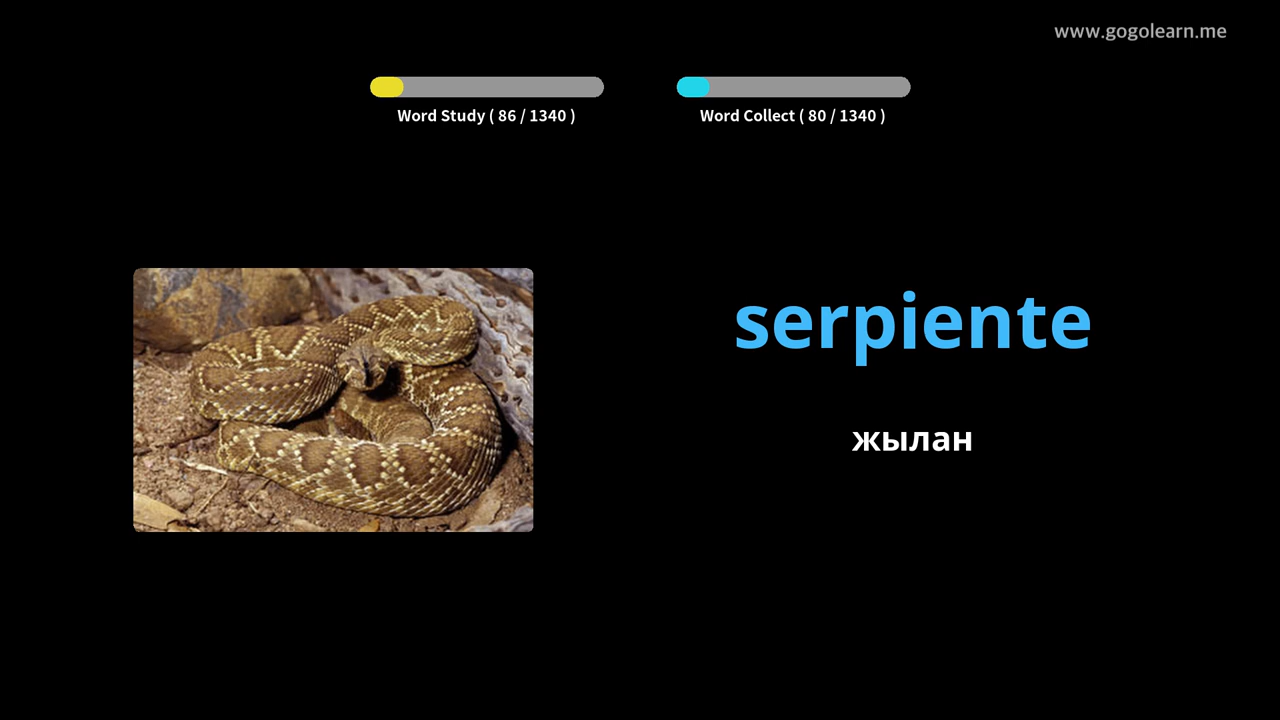 www.gogolearn.me
Word Study ( 86 / 1340 )
Word Collect ( 80 / 1340 )
serpiente
жылан